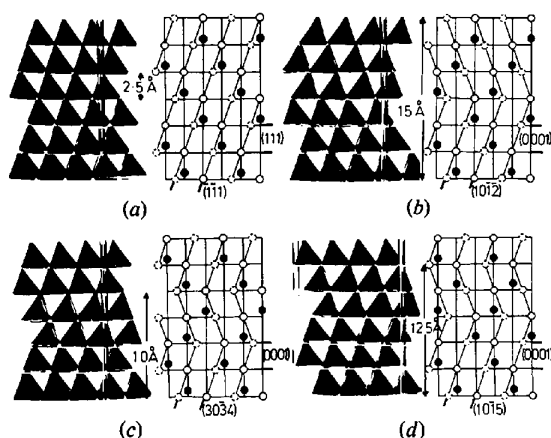 2·5 Å
(111)
(1̄11)
(a)
15 Å
(0001)
(101̄2)
(b)
10 Å
(0001)
(303̄4)
(c)
12·5 Å
(0001)
(101̄5)
(d)